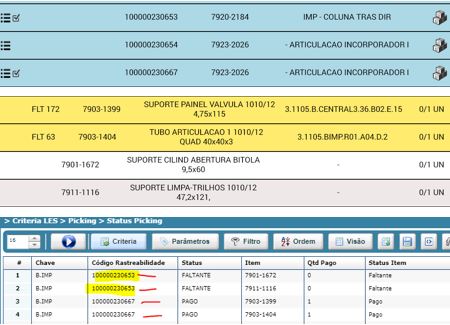 100000230653 7920-2184 IMP - COLUNA TRAS DIR
100000230654 7923-2026 - ARTICULACAO INCORPORADOR I
100000230667 7923-2026 - ARTICULACAO INCORPORADOR I
FLT 172 7903-1399 SUPORTE PAINEL VALVULA 1010/12 3.1105.B.CENTRAL3.36.B02.E.15 0/1 UN
4,75x115
FLT 63 7903-1404 TUBO ARTICULACAO 1 1010/12 3.1105.BIMP.R01.A04.D.2 0/1 UN
QUAD 40x40x3
7901-1672 SUPORTE CILIND ABERTURA BITOLA - 0/1 UN
9,5x60
7911-1116 SUPORTE LIMPA-TRILHOS 1010/12 - 0/1 UN
47,2x121,
> Criteria LES > Picking > Status Picking
16 Critéria Parâmetros Filtro Ordem Visão
# Chave Código Rastreabilidade Status Item Qtd Pago Status Item
1 B.IMP 100000230653 FALTANTE 7901-1672 0 Faltante
2 B.IMP 100000230653 FALTANTE 7911-1116 0 Faltante
3 B.IMP 100000230667 PAGO 7903-1399 1 Pago
4 B.IMP 100000230667 PAGO 7903-1404 1 Pago